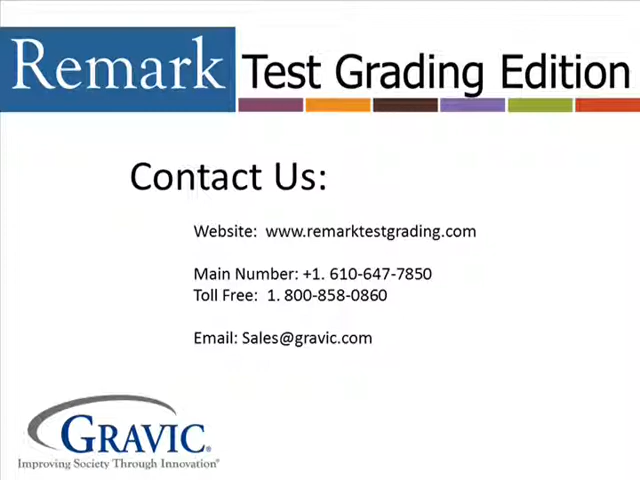 Remark Test Grading Edition
Contact Us:
Website: www.remarktestgrading.com
Main Number: +1. 610-647-7850
Toll Free: 1. 800-858-0860
Email: Sales@gravic.com
GRAVIC®
Improving Society Through Innovation®